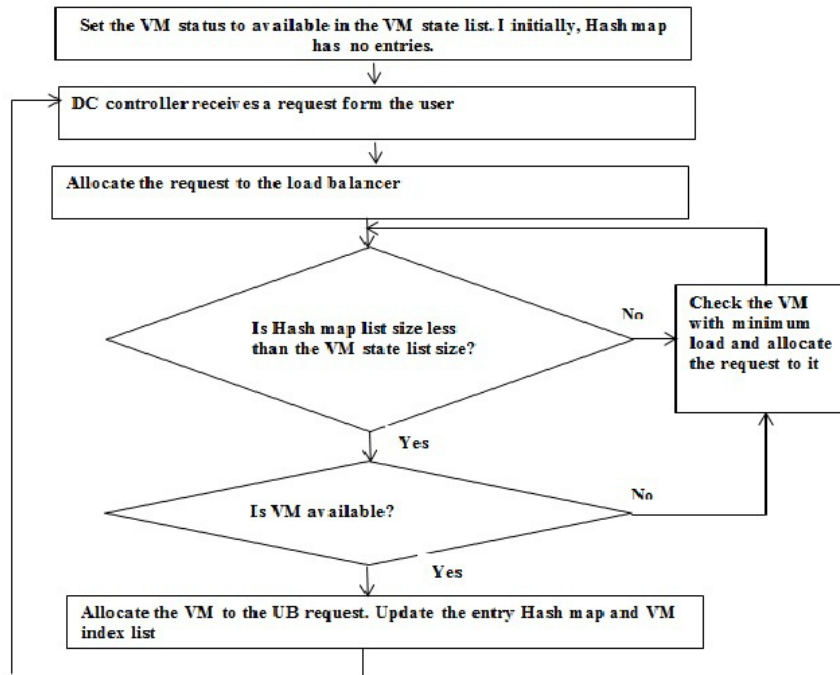 Set the VM status to available in the VM state list. I initially, Hash map
has no entries.
DC controller receives a request form the user
Allocate the request to the load balancer
Is Hash map list size less
than the VM state list size?
No
Check the VM
with minimum
load and allocate
the request to it
Yes
Is VM available?
No
Yes
Allocate the VM to the UB request. Update the entry Hash map and VM
index list